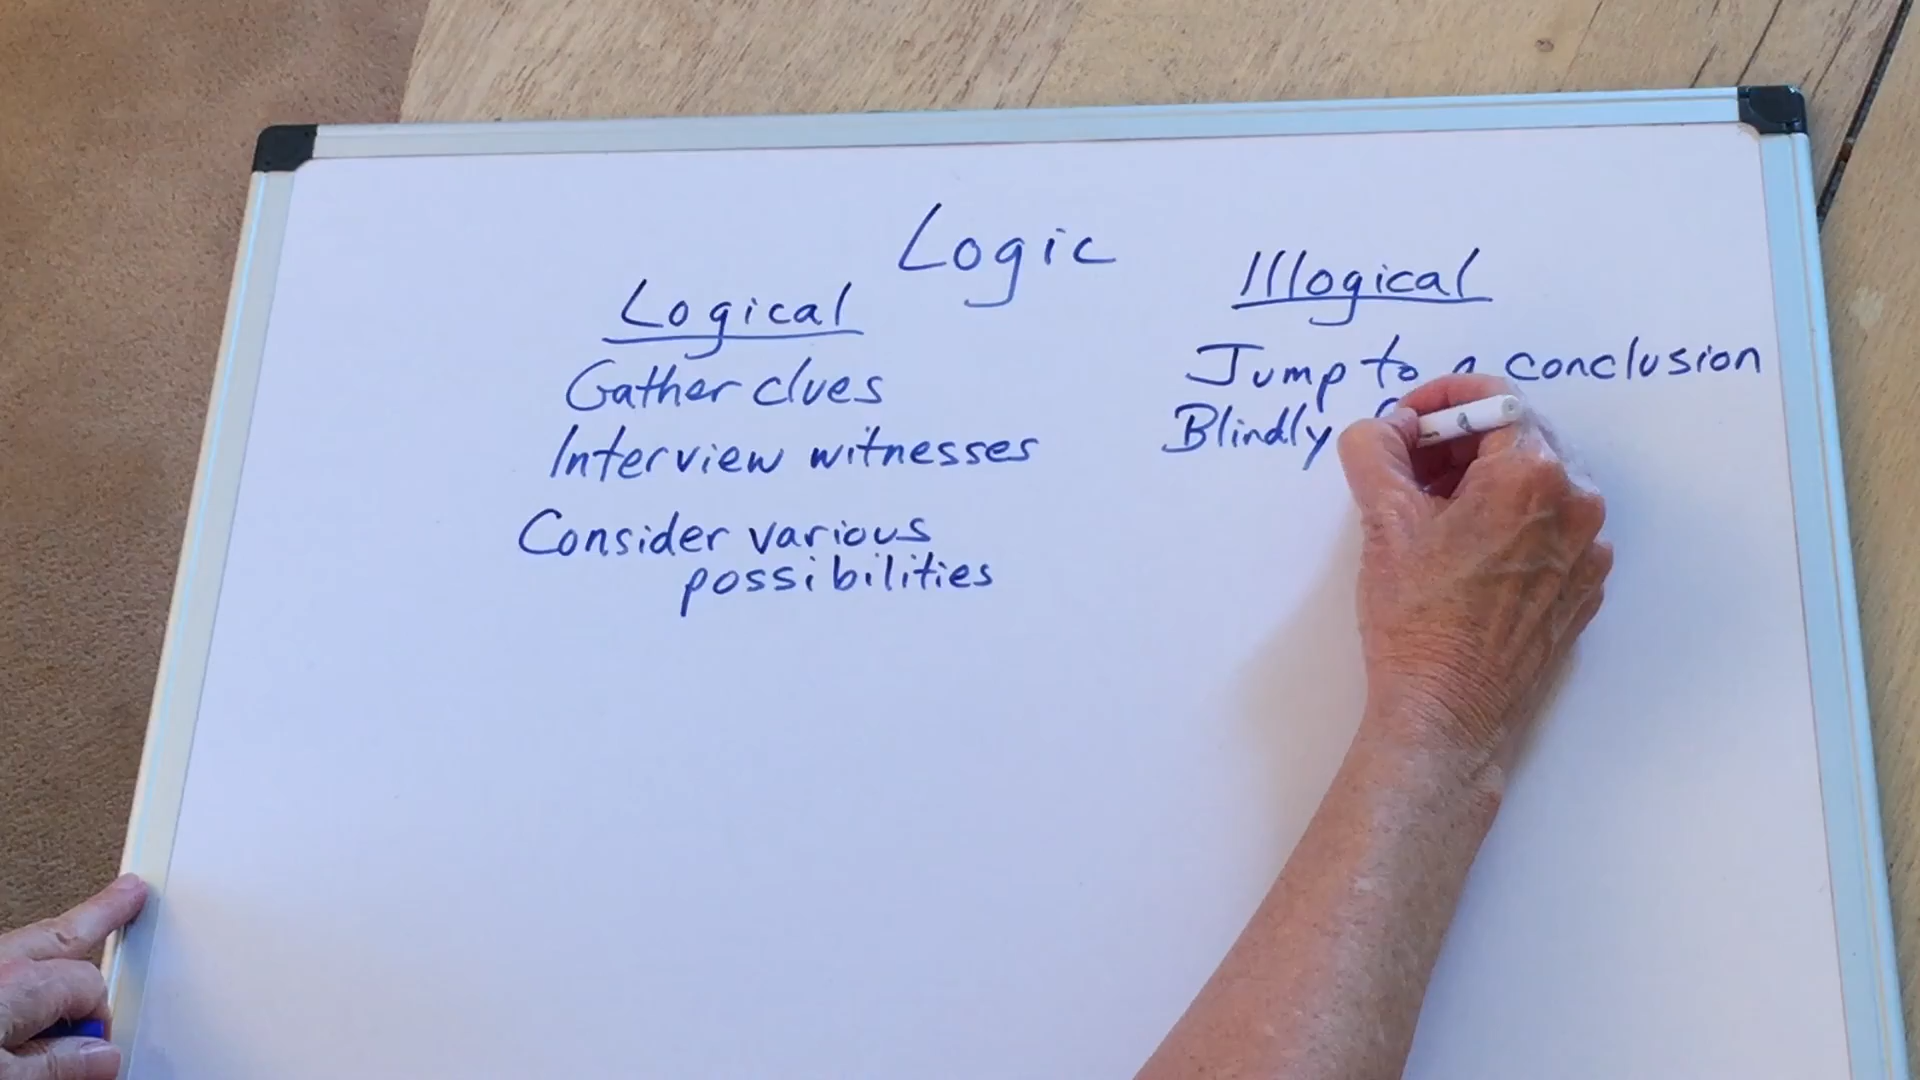 Logic
Logical
Gather clues
Interview witnesses
Consider various
possibilities
Illogical
Jump to a conclusion
Blindly